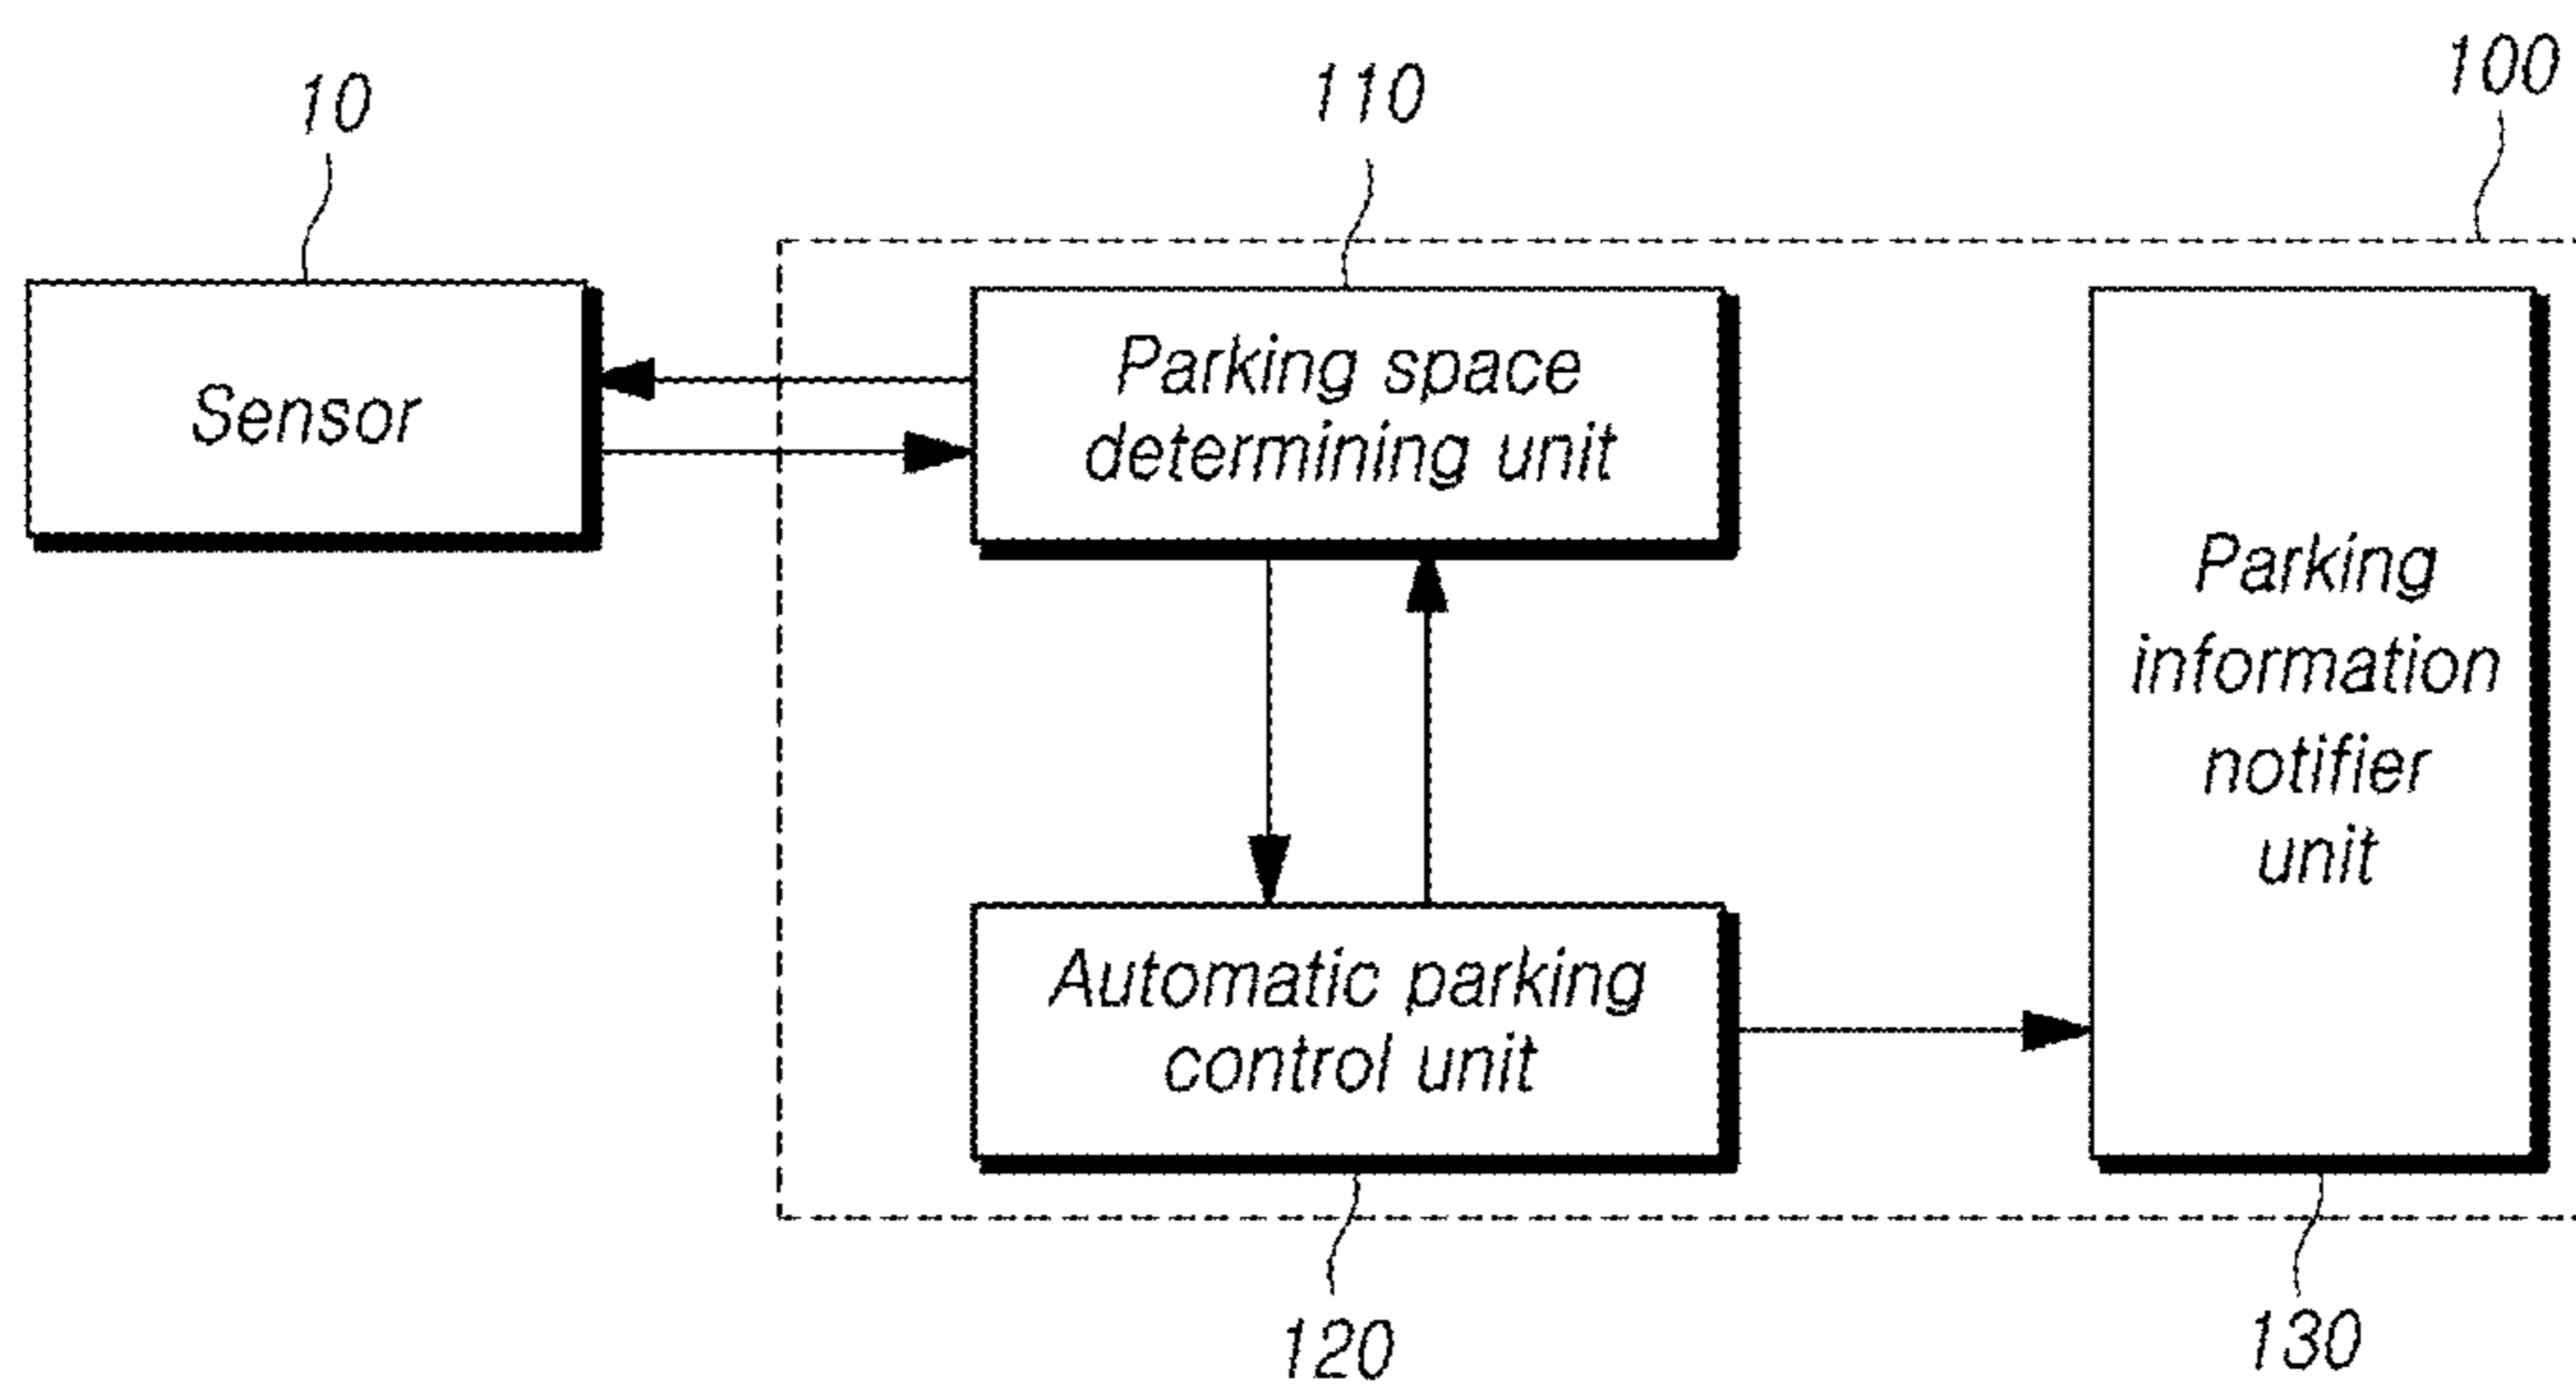 10
110
100
Sensor
Parking space
determining unit
Parking
information
notifier
unit
Automatic parking
control unit
120
130